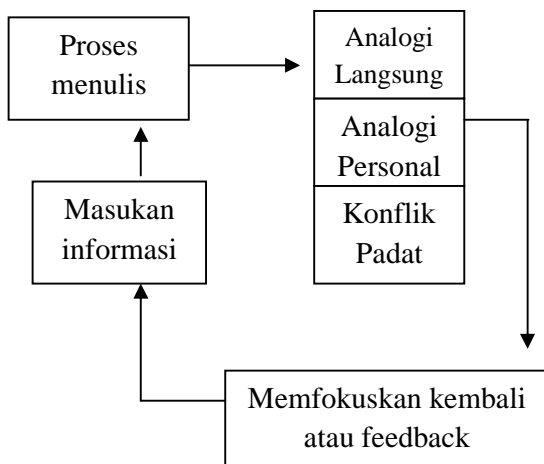 Proses
menulis
Analogi
Langsung
Analogi
Personal
Konflik
Padat
Masukan
informasi
Memfokuskan kembali
atau feedback